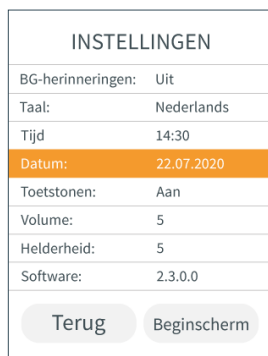 INSTELLINGEN
BG-herinneringen: Uit
Taal: Nederlands
Tijd 14:30
Datum: 22.07.2020
Toetstonen: Aan
Volume: 5
Helderheid: 5
Software: 2.3.0.0
Terug Beginscherm